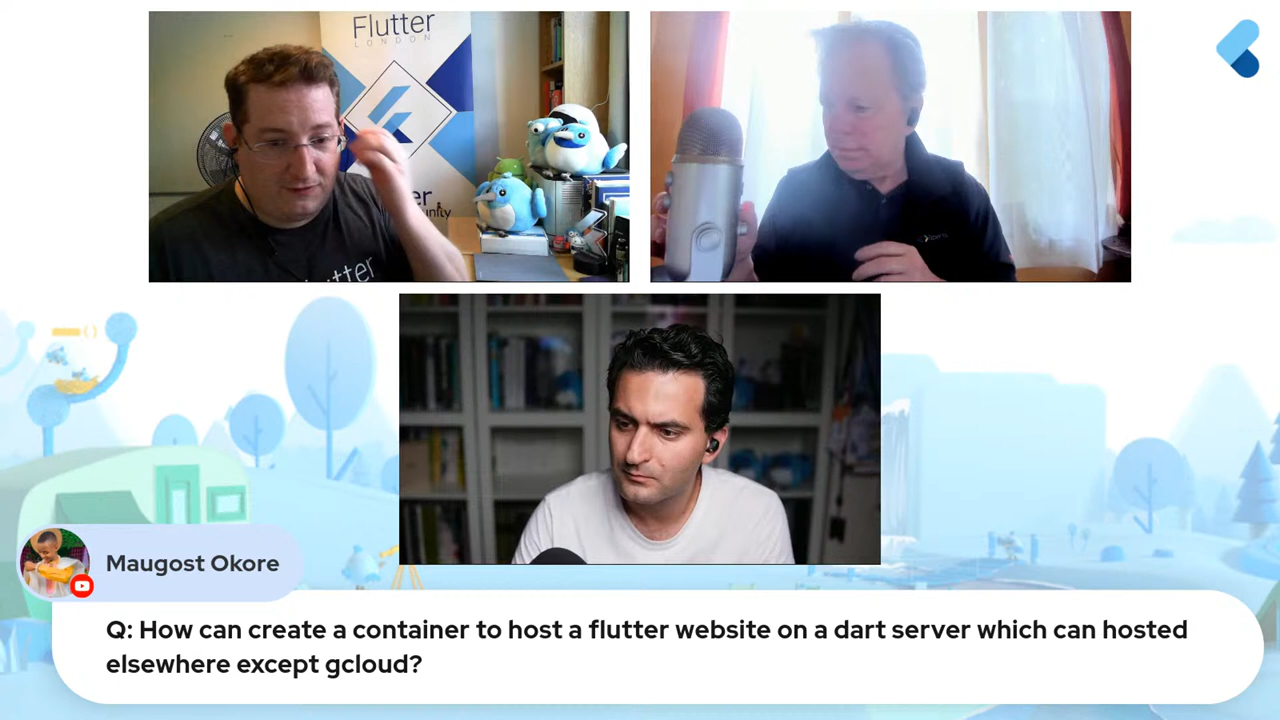 Flutter
LONDON
Flutter
Maugost Okore
Q: How can create a container to host a flutter website on a dart server which can hosted
elsewhere except gcloud?